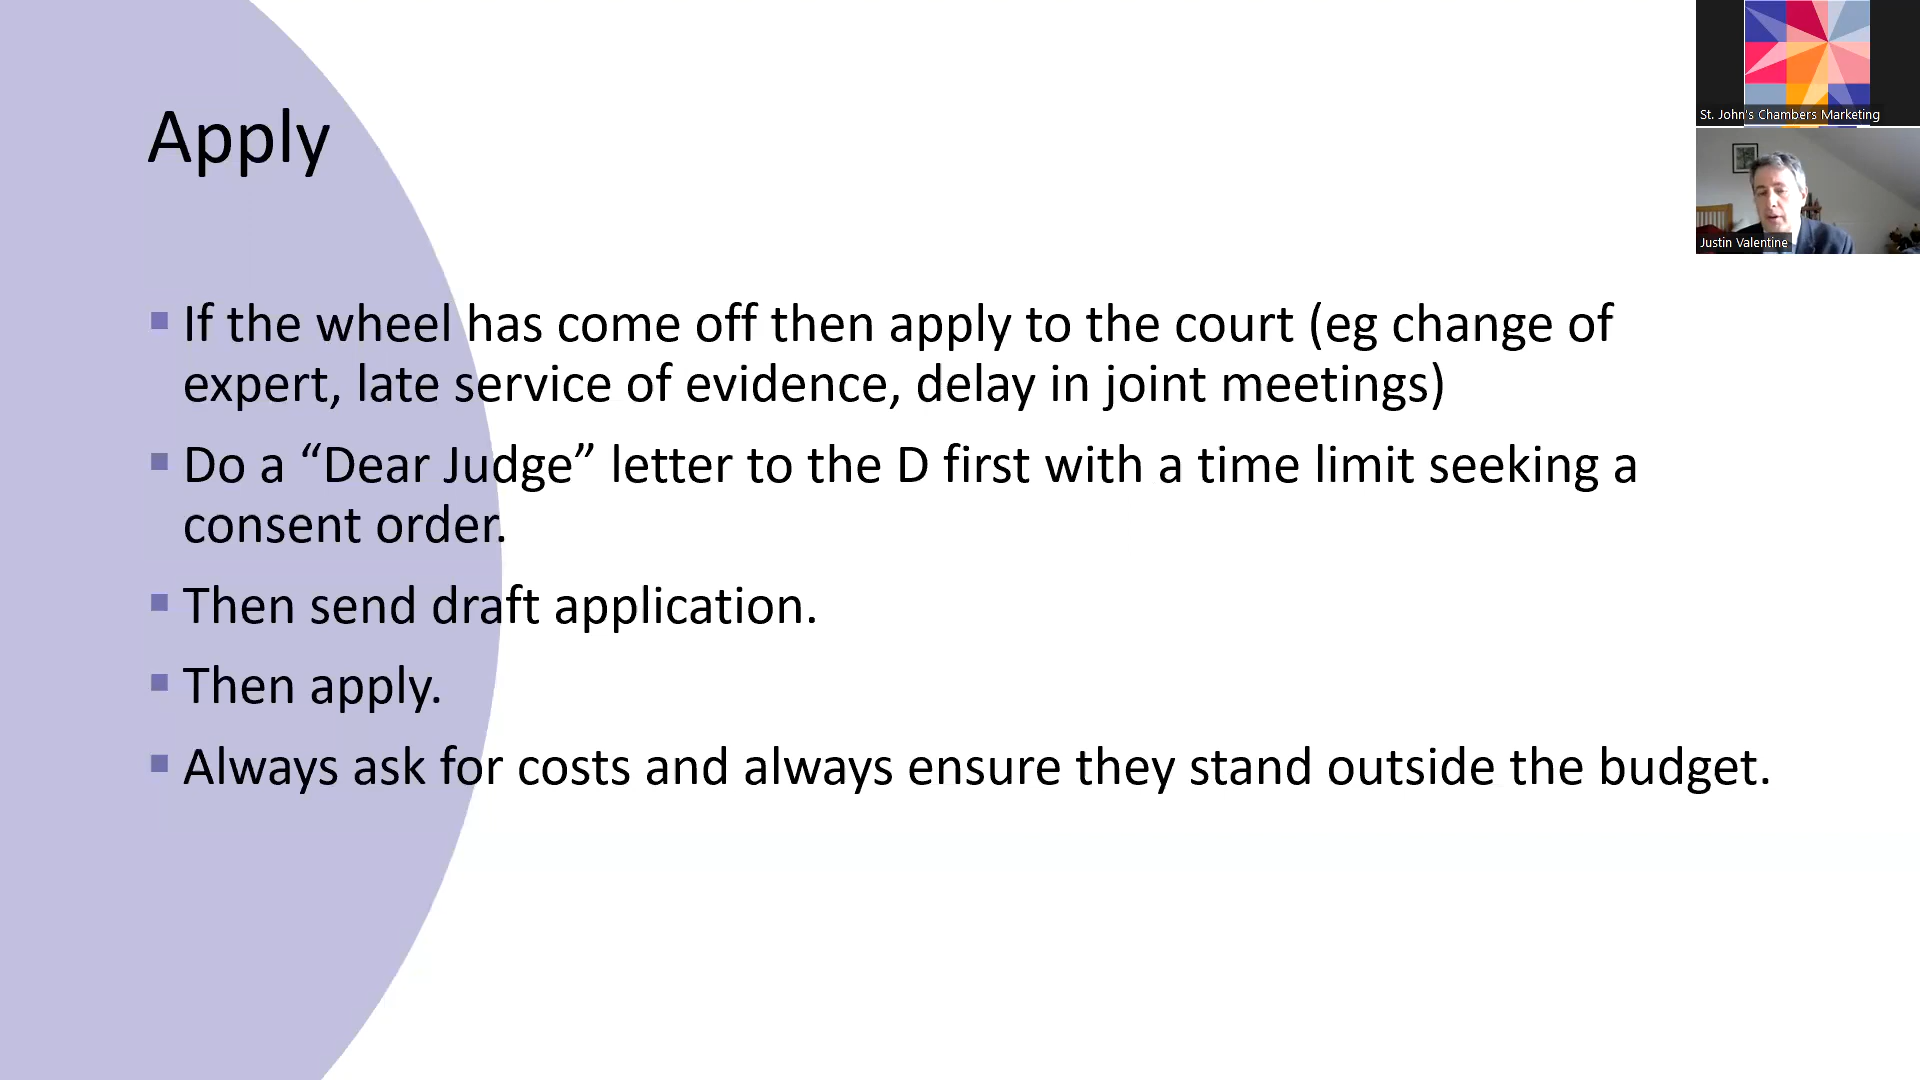 Apply
If the wheel has come off then apply to the court (eg change of
expert, late service of evidence, delay in joint meetings)
Do a “Dear Judge” letter to the D first with a time limit seeking a
consent order.
Then send draft application.
Then apply.
Always ask for costs and always ensure they stand outside the budget.
St. John's Chambers Marketing
Justin Valentine